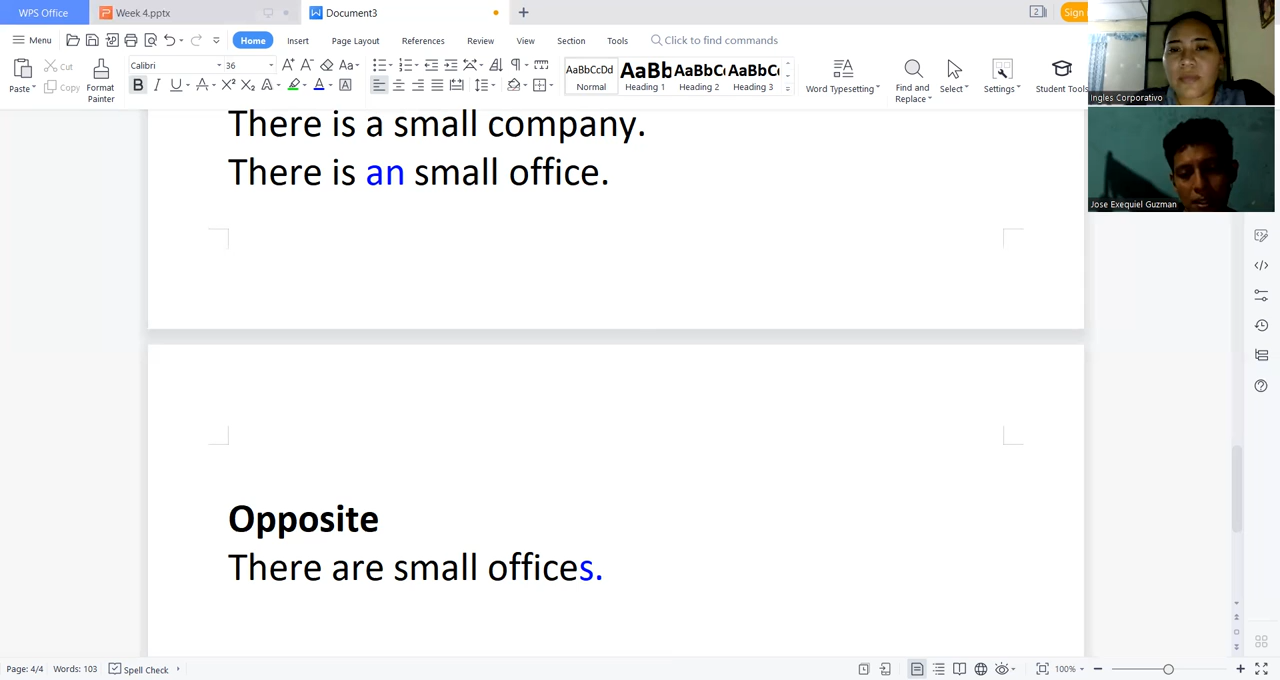 WPS Office Week 4.pptx Document3 + 2 Sign
Menu Home Insert Page Layout References Review View Section Tools Click to find commands
Paste Cut Copy Format Painter Calibri 36 AaBbCcDd Normal AaBb Heading 1 AaBbC Heading 2 AaBbC Heading 3 Word Typesetting Find and Replace Select Settings Student Tools
Ingles Corporativo
Jose Exequiel Guzman
There is a small company.
There is an small office.
Opposite
There are small offices.
Page: 4/4 Words: 103 Spell Check 100%